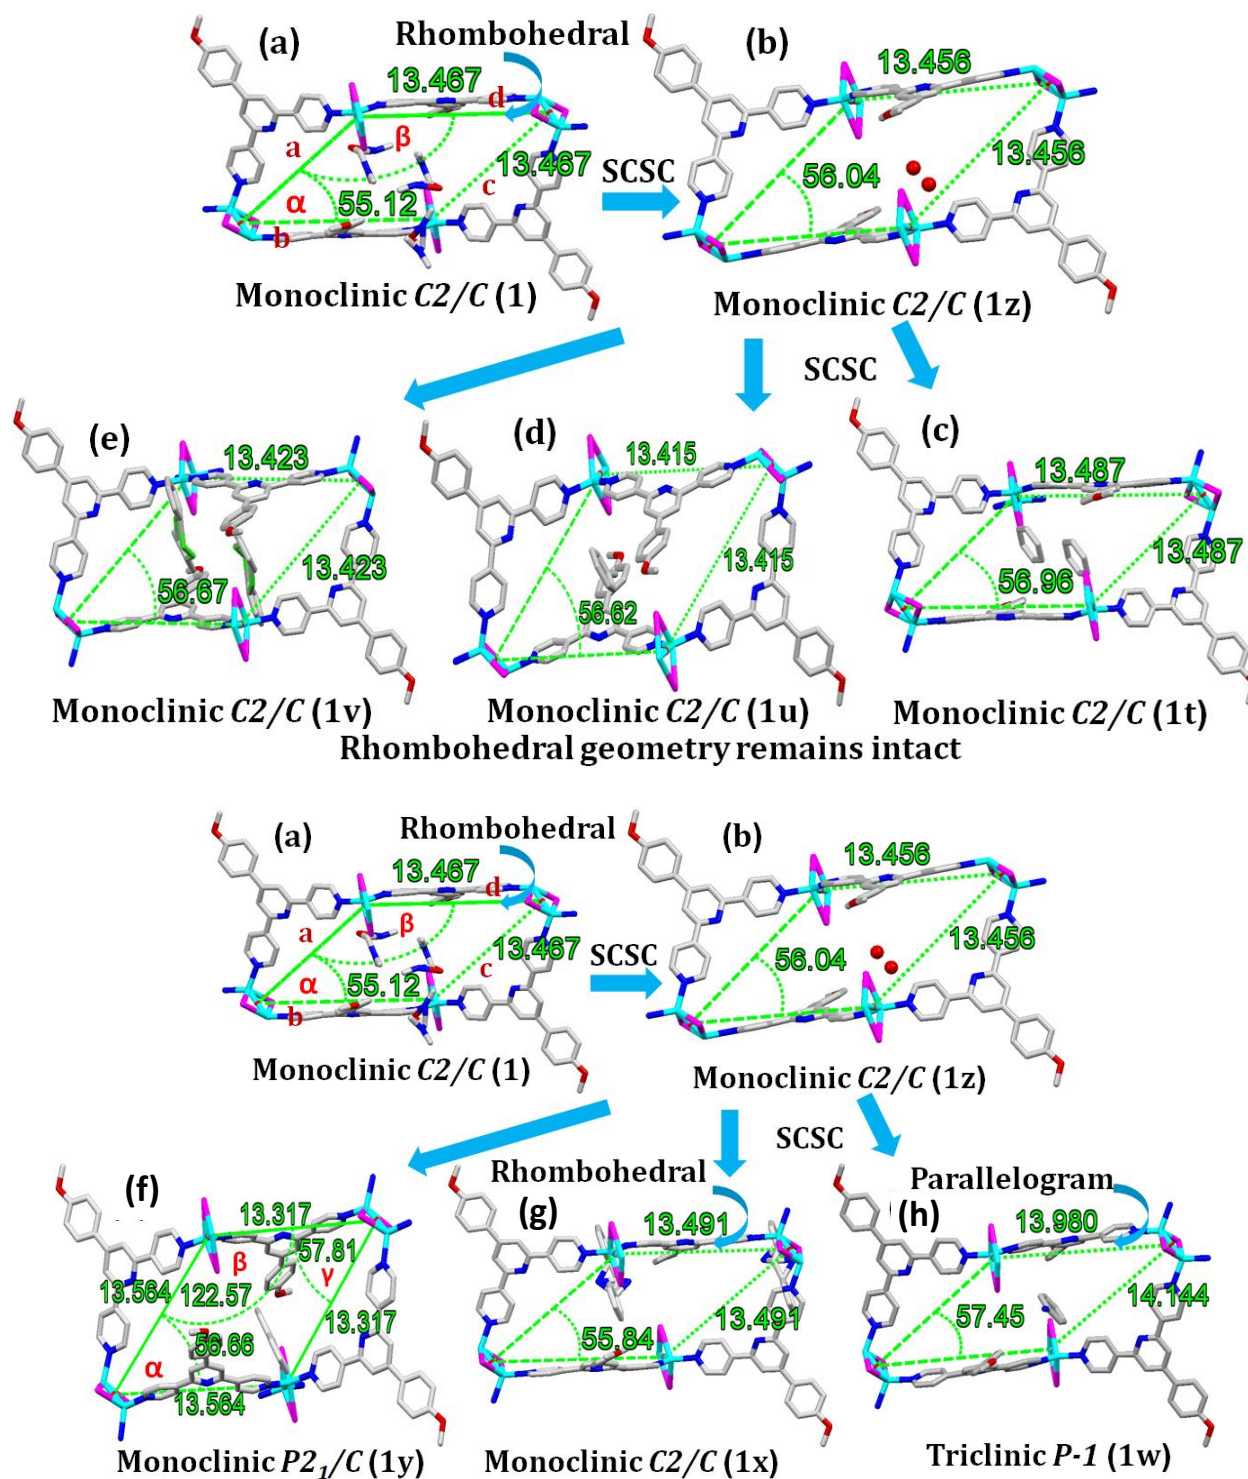 (a)
Rhombohedral
(b)
13.467
d
13.456
a
β
13.467
SCSC
13.456
c
56.04
α
55.12
b
Monoclinic C2/C (1)
Monoclinic C2/C (1z)
SCSC
(e)
(d)
(c)
13.423
13.415
13.487
13.423
13.415
13.487
56.67
56.62
56.96
Monoclinic C2/C (1v)
Monoclinic C2/C (1u)
Monoclinic C2/C (1t)
Rhombohedral geometry remains intact
(a)
Rhombohedral
(b)
13.467
d
13.456
a
β
13.467
SCSC
13.456
c
56.04
α
55.12
b
Monoclinic C2/C (1)
Monoclinic C2/C (1z)
SCSC
(f)
Rhombohedral
Parallelogram
(g)
(h)
13.317
13.491
13.980
β
57.81
γ
13.564
122.57
13.317
13.491
14.144
56.66
55.84
57.45
α
13.564
Monoclinic P2₁/C (1y)
Monoclinic C2/C (1x)
Triclinic P-1 (1w)